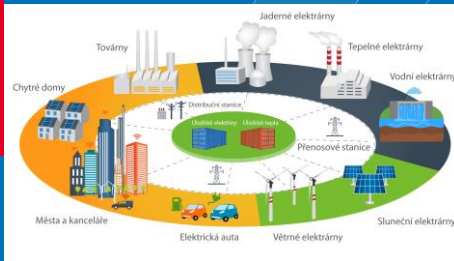 Jaderné elektrárny
Továrny
Tepelné elektrárny
Vodní elektrárny
Chytré domy
Distribuční stanice
Úložiště elektřiny
Úložiště tepla
Přenosové stanice
Města a kanceláře
Elektrická auta
Větrné elektrárny
Sluneční elektrárny